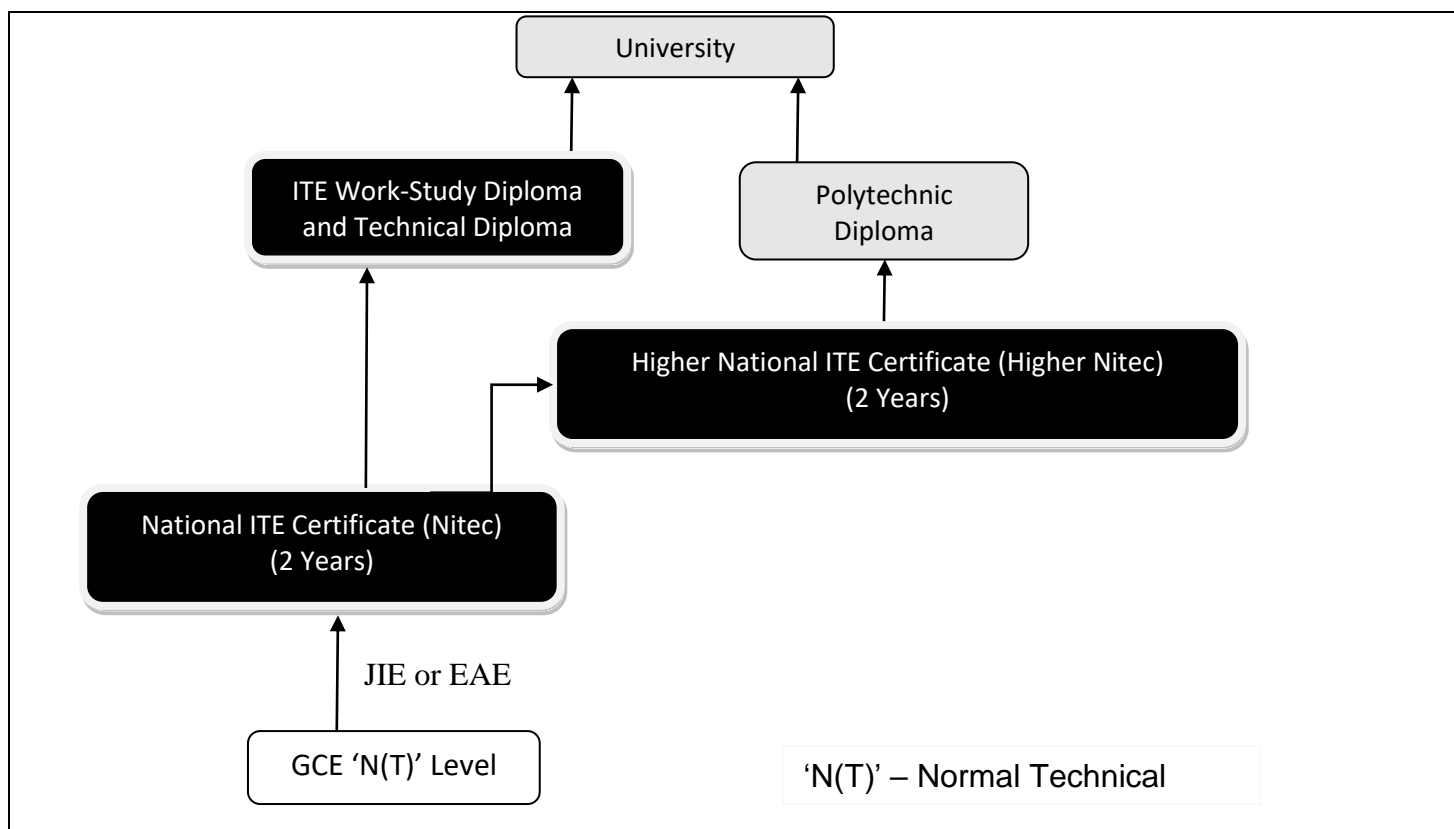 University
ITE Work-Study Diploma
and Technical Diploma
Polytechnic
Diploma
Higher National ITE Certificate (Higher Nitec)
(2 Years)
National ITE Certificate (Nitec)
(2 Years)
JIE or EAE
GCE ‘N(T)’ Level
‘N(T)’ – Normal Technical